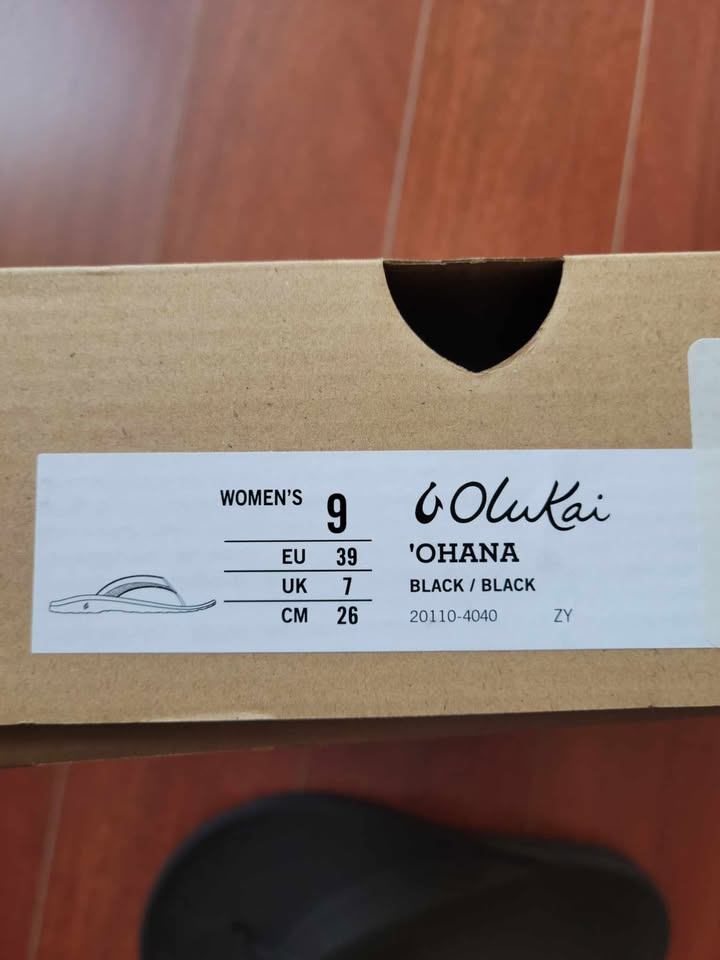 WOMEN'S 9
EU 39
UK 7
CM 26
OluKai
'OHANA
BLACK / BLACK
20110-4040 ZY